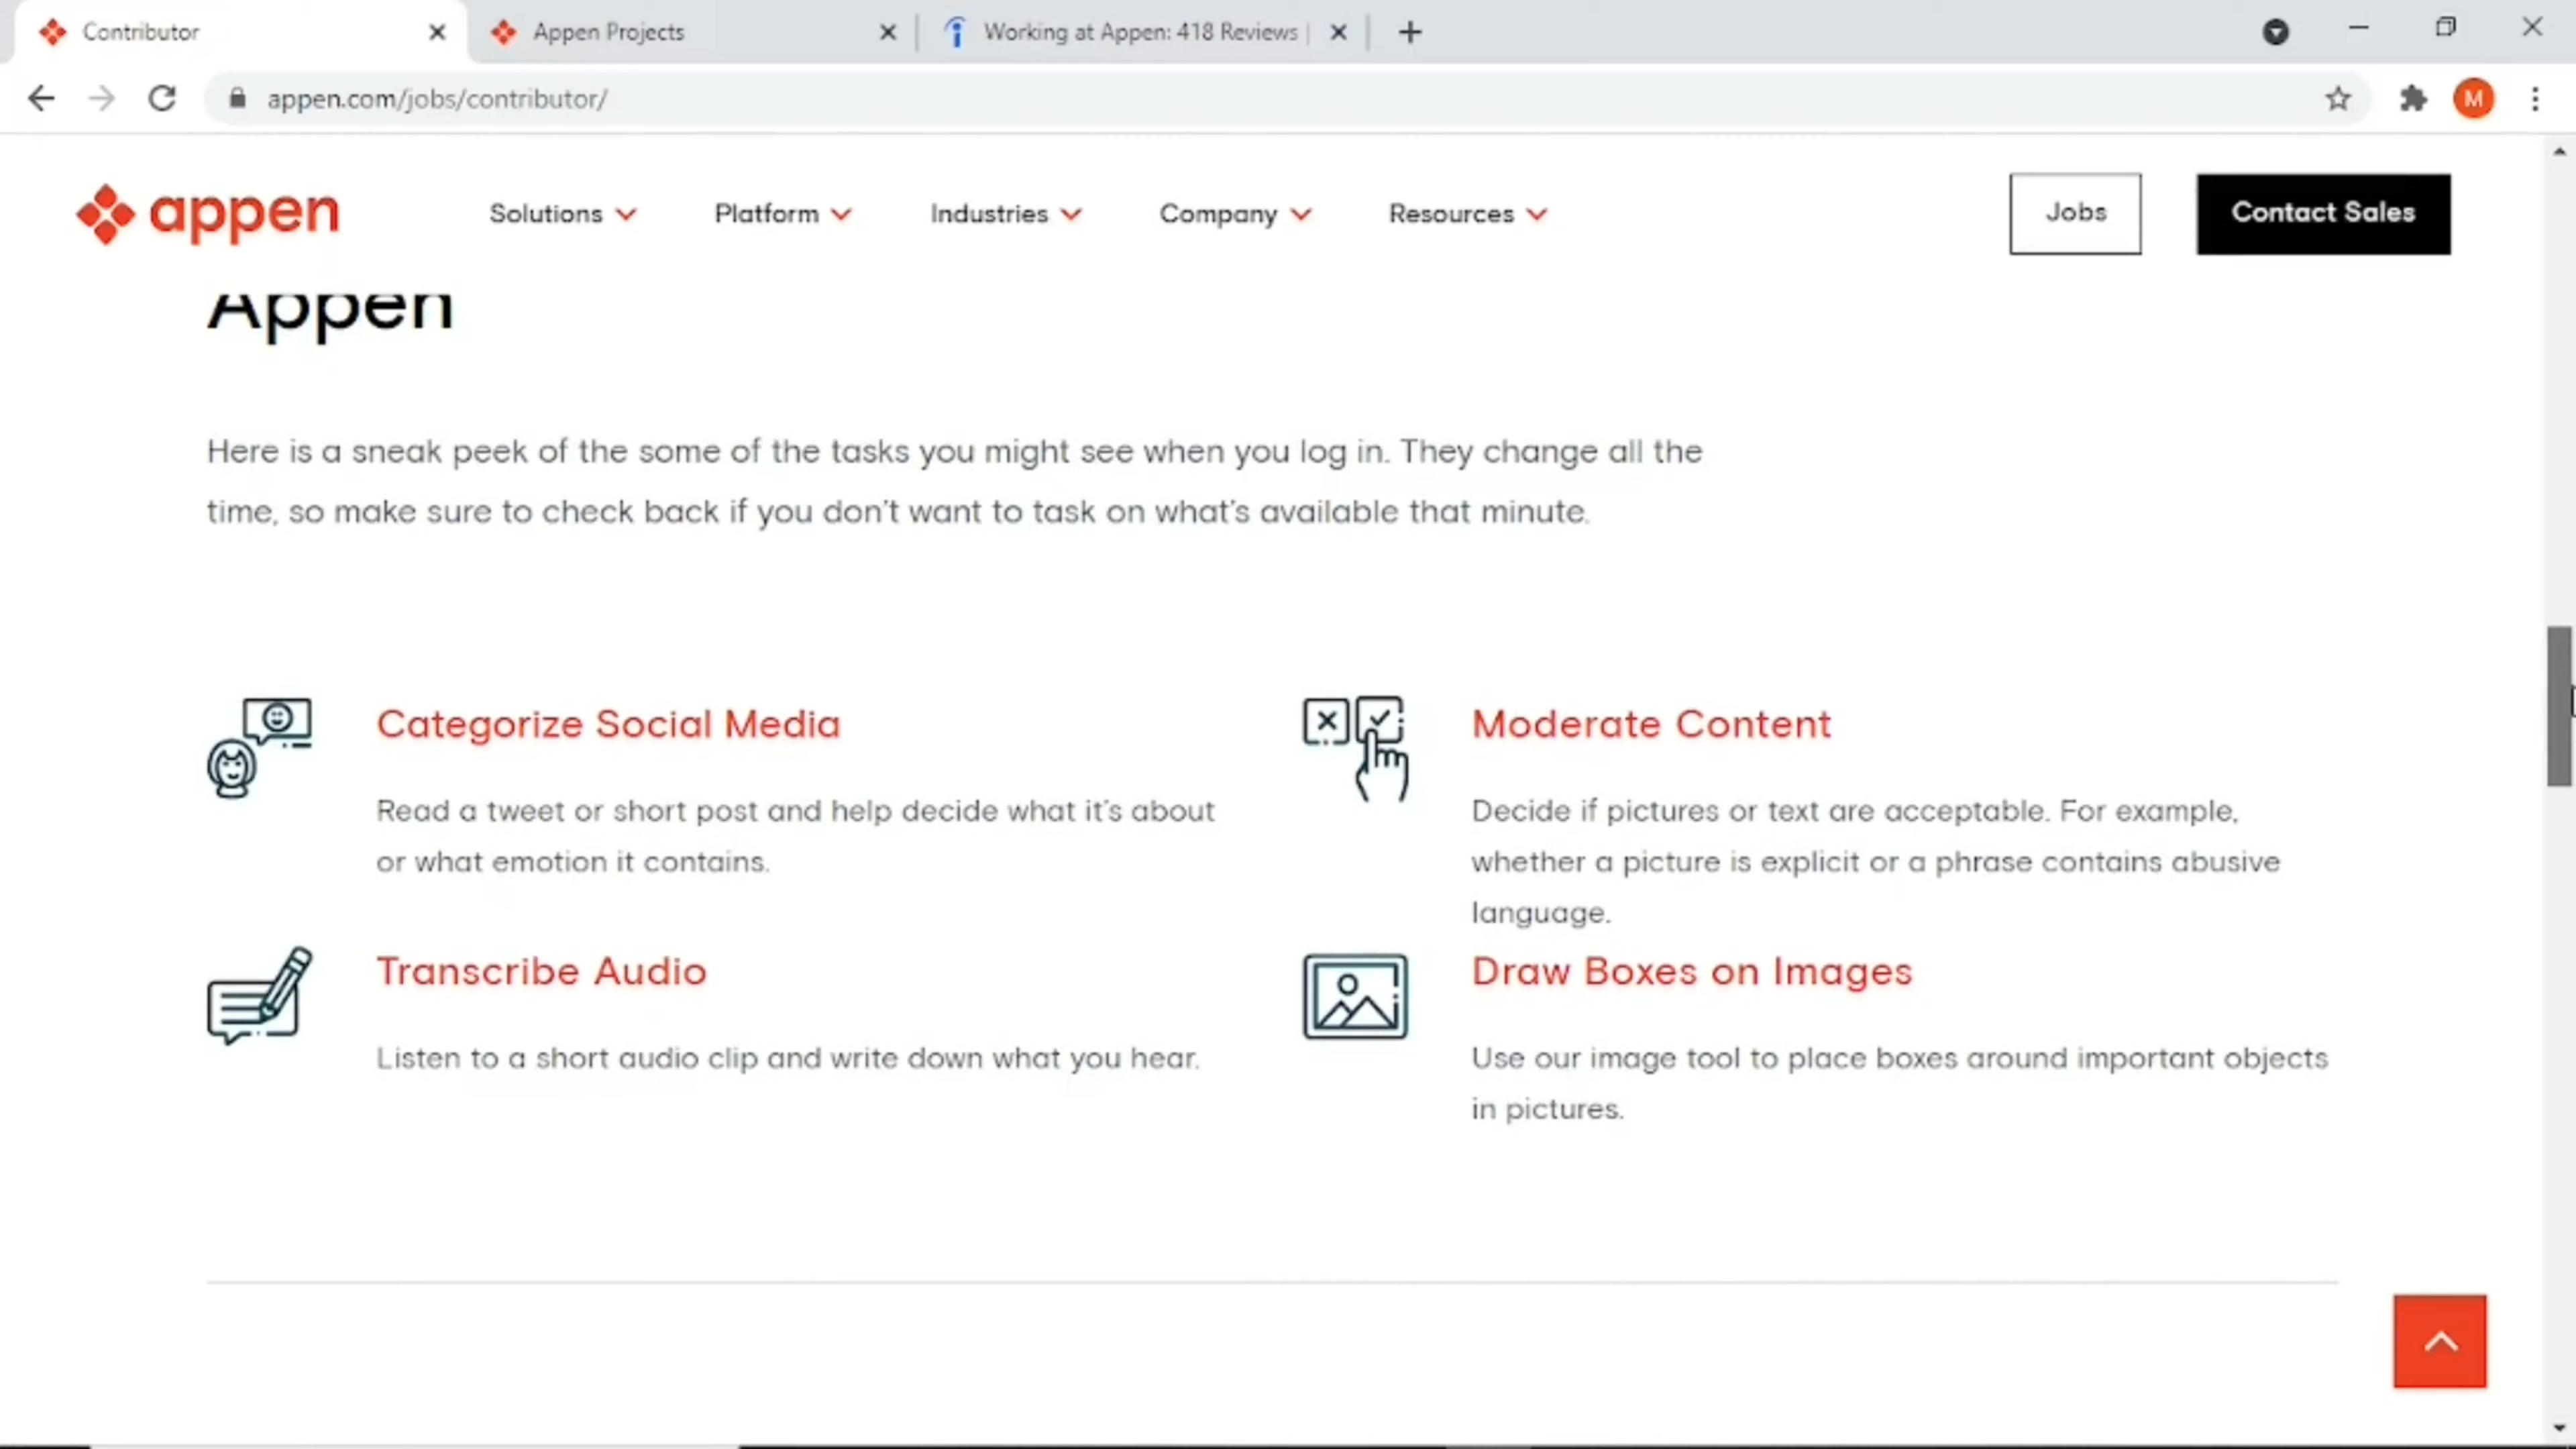 Contributor
Appen Projects
Working at Appen: 418 Reviews |
appen.com/jobs/contributor/
M
appen
Solutions
Platform
Industries
Company
Resources
Jobs
Contact Sales
Appen
Here is a sneak peek of the some of the tasks you might see when you log in. They change all the
time, so make sure to check back if you don't want to task on what's available that minute.
Categorize Social Media
Read a tweet or short post and help decide what it's about
or what emotion it contains.
Moderate Content
Decide if pictures or text are acceptable. For example,
whether a picture is explicit or a phrase contains abusive
language.
Transcribe Audio
Listen to a short audio clip and write down what you hear.
Draw Boxes on Images
Use our image tool to place boxes around important objects
in pictures.